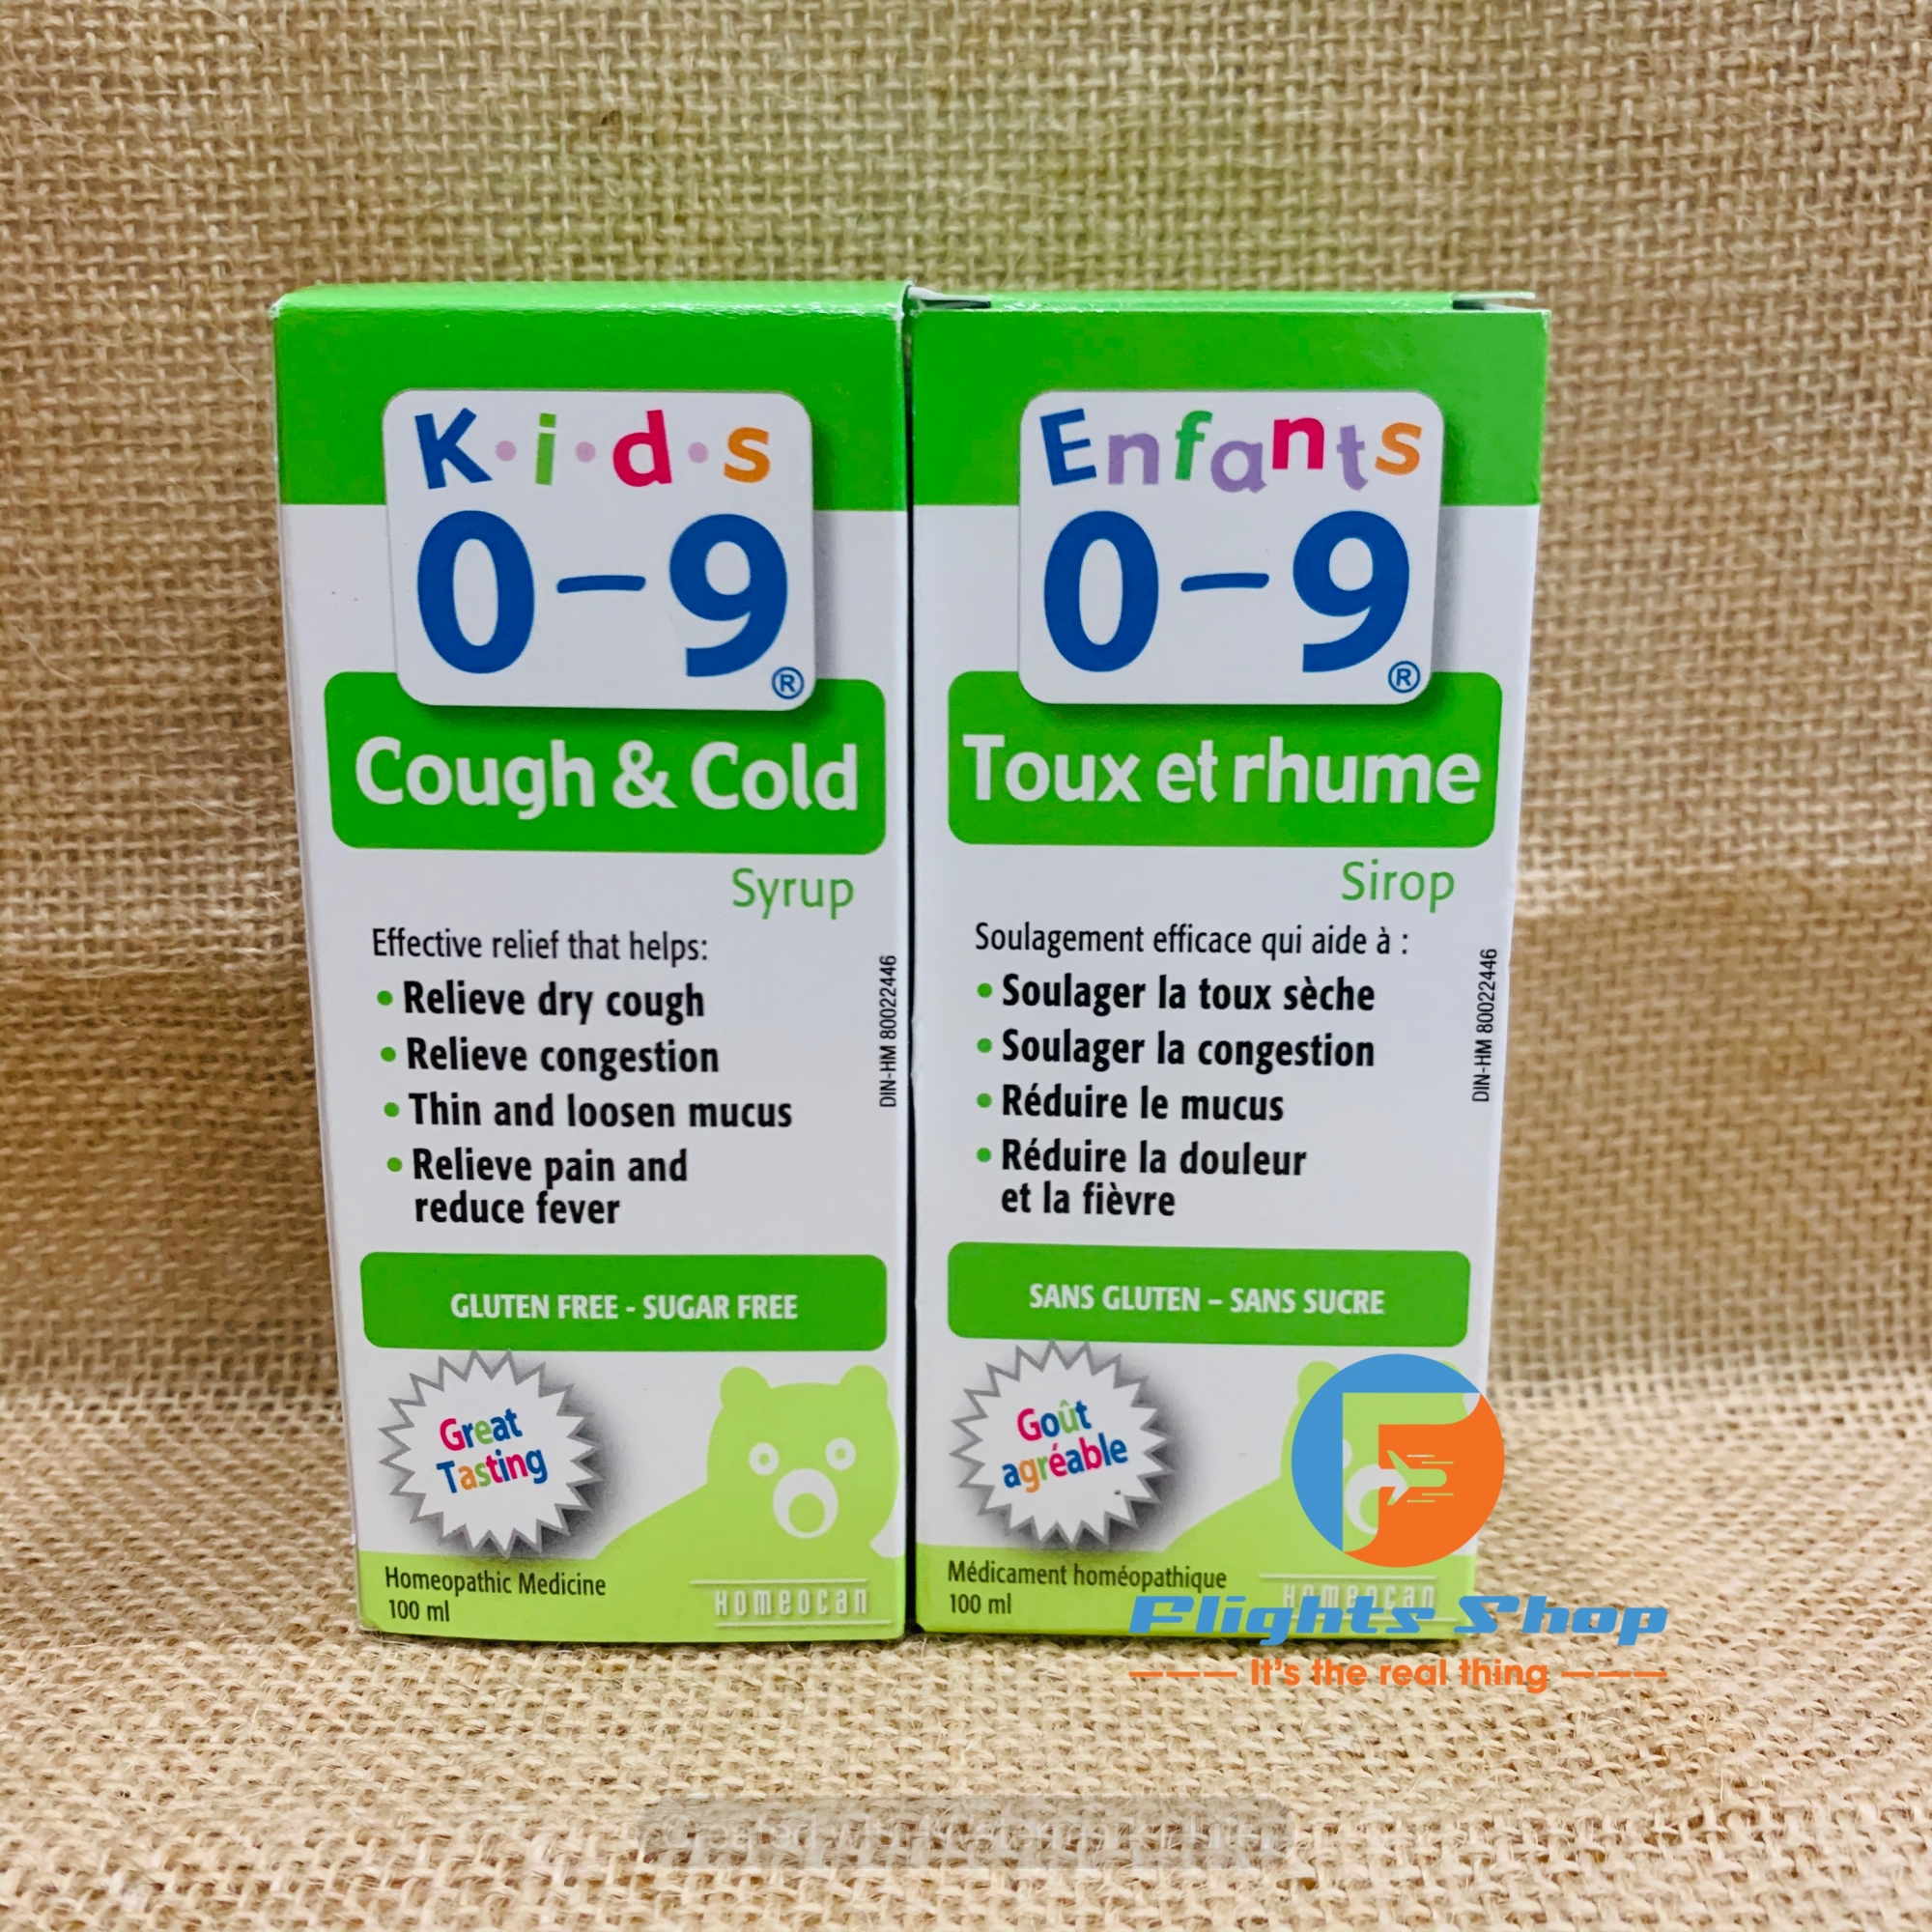 K·i·d·s
0–9®
Cough & Cold
Syrup
Effective relief that helps:
• Relieve dry cough
• Relieve congestion
• Thin and loosen mucus
• Relieve pain and
reduce fever
DIN-HM 80022446
GLUTEN FREE - SUGAR FREE
Great
Tasting
Homeopathic Medicine
100 ml
HOMEOCAN
Enfants
0–9®
Toux et rhume
Sirop
Soulagement efficace qui aide à :
• Soulager la toux sèche
• Soulager la congestion
• Réduire le mucus
• Réduire la douleur
et la fièvre
DIN-HM 80022446
SANS GLUTEN – SANS SUCRE
Goût
agréable
Médicament homéopathique
100 ml
HOMEOCAN
Flights Shop
It's the real thing